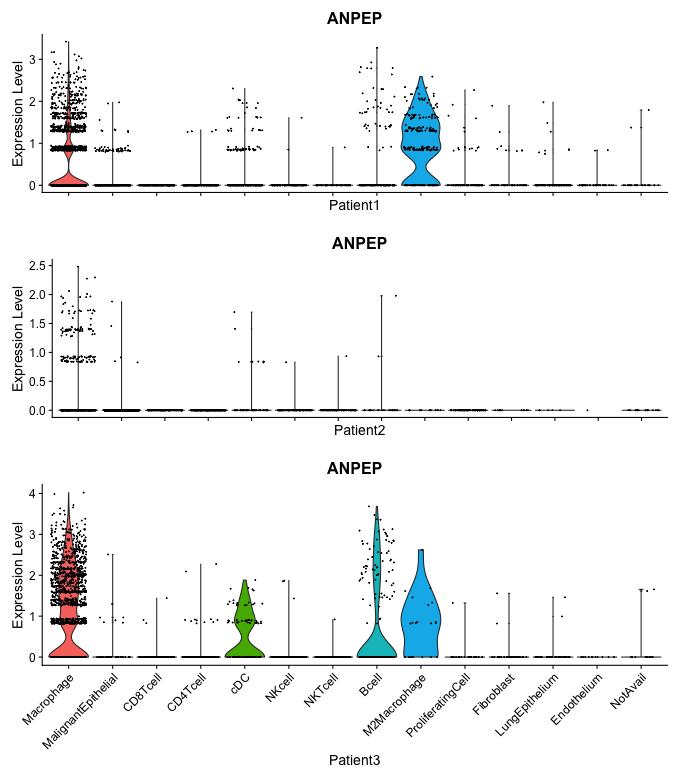 ANPEP
Expression Level
3
2
1
0
Patient1
ANPEP
Expression Level
2.5
2.0
1.5
1.0
0.5
0.0
Patient2
ANPEP
Expression Level
4
3
2
1
0
Macrophage
MalignantEpithelial
CD8Tcell
CD4Tcell
cDC
NKcell
NKTcell
Bcell
M2Macrophage
ProliferatingCell
Fibroblast
LungEpithelium
Endothelium
NotAvail
Patient3